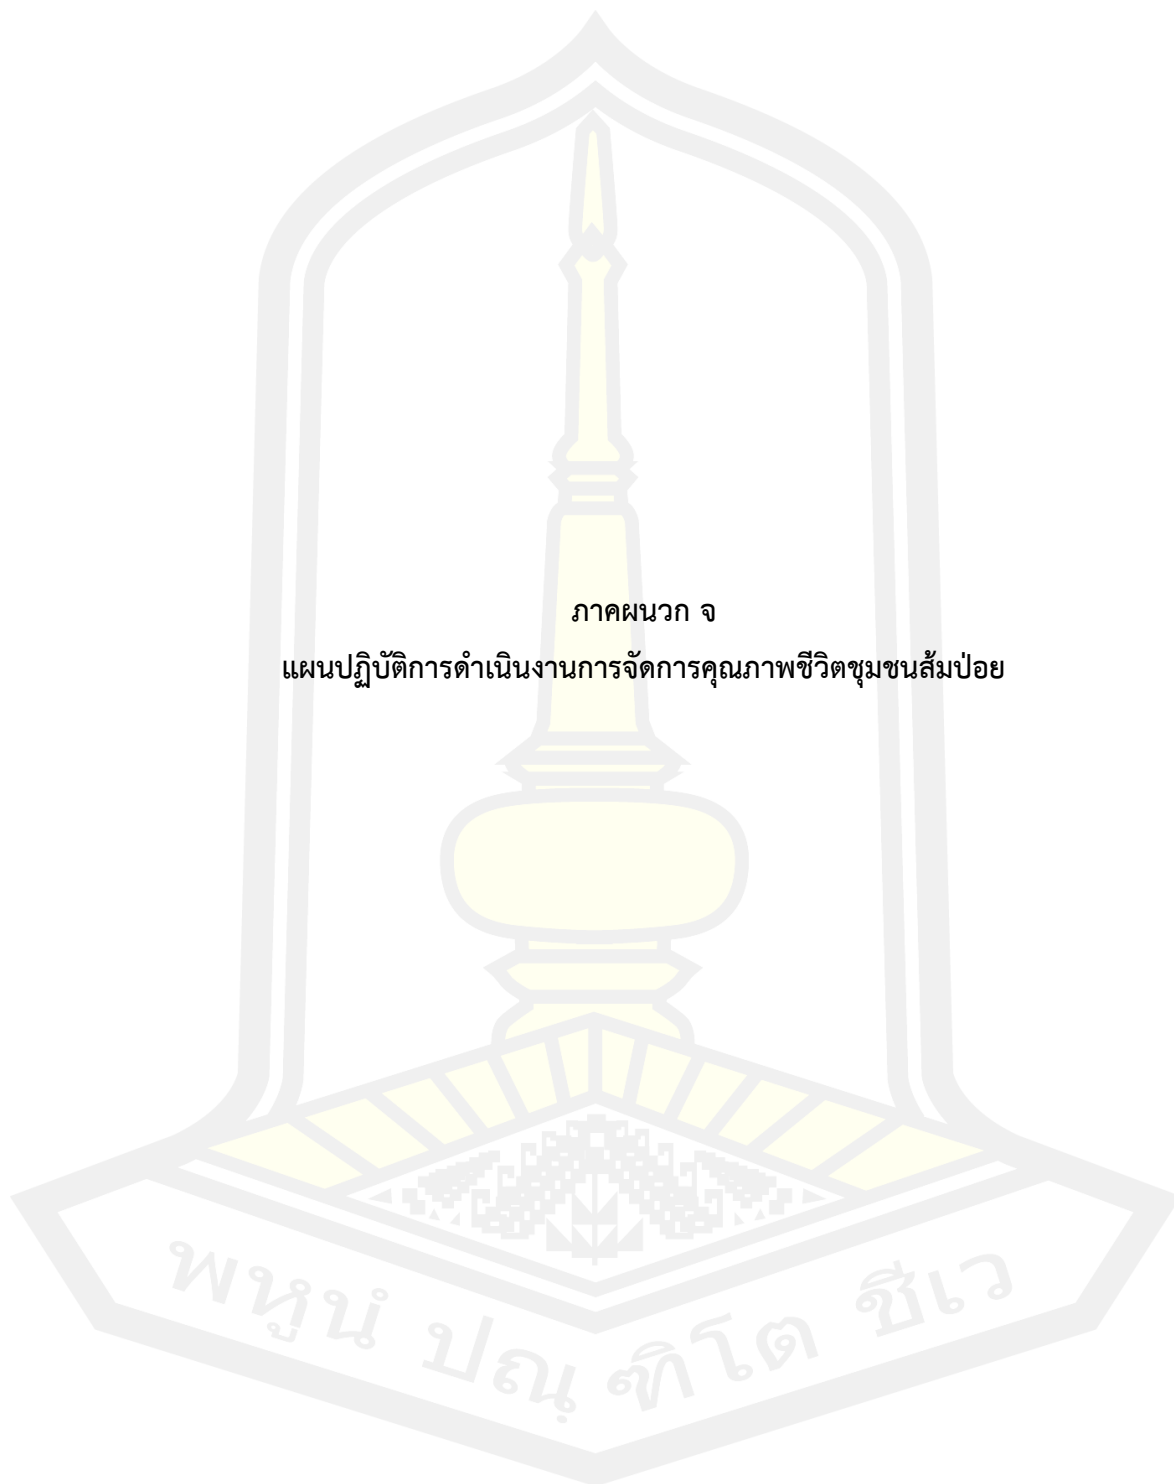 ภาคผนวก จ
แผนปฏิบัติการดำเนินงานการจัดการคุณภาพชีวิตชุมชนส้มป่อย
พหูนํ ปณฺฑิโต ชีเว